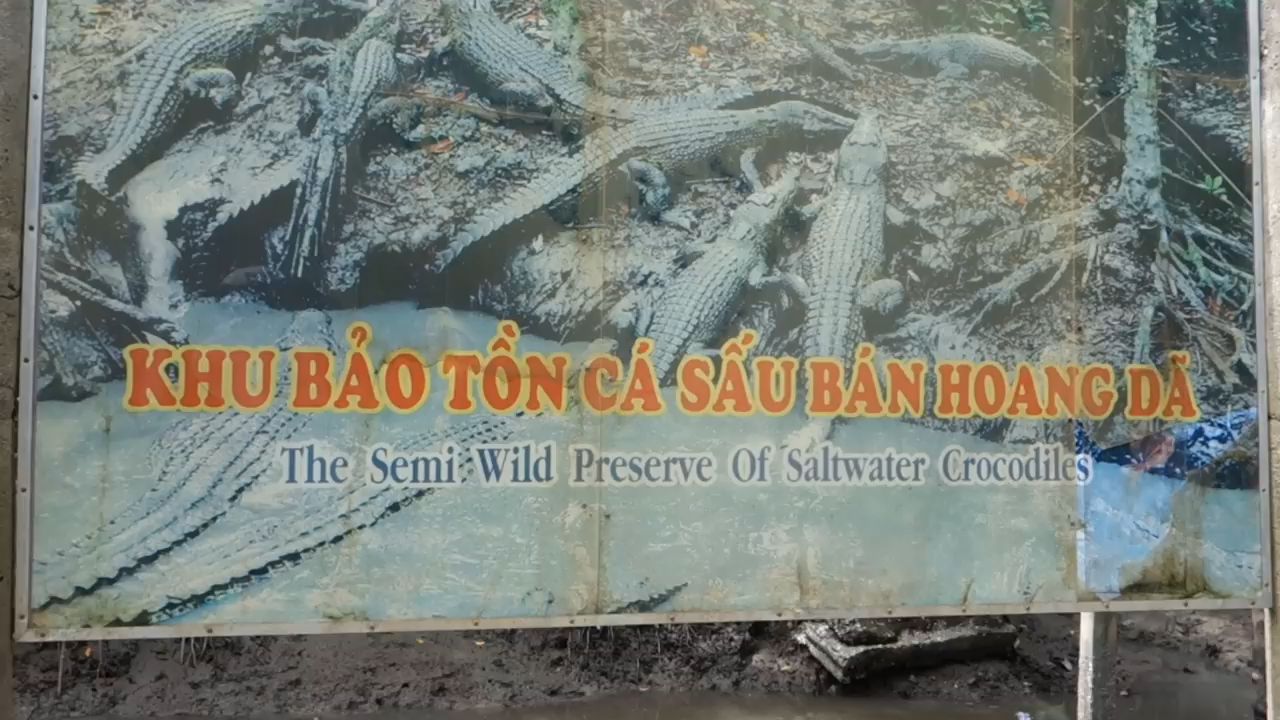 KHU BẢO TỒN CÁ SẤU BÁN HOANG DÃ
The Semi Wild Preserve Of Saltwater Crocodiles